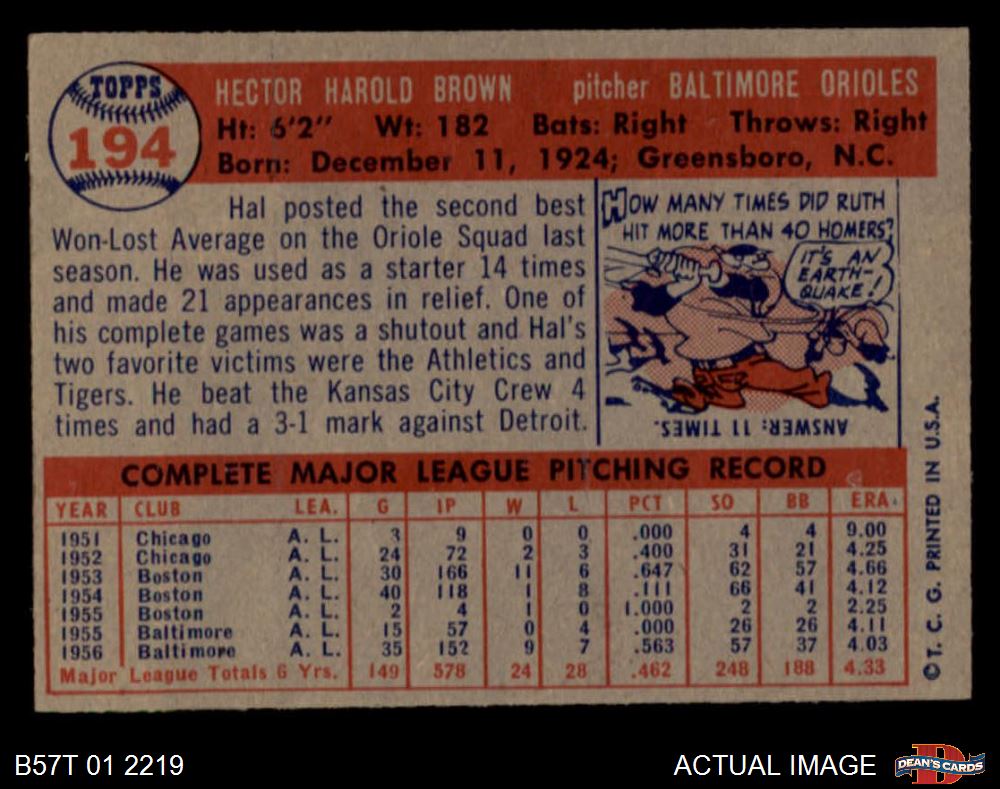 TOPPS
194
HECTOR HAROLD BROWN pitcher BALTIMORE ORIOLES
Ht: 6'2" Wt: 182 Bats: Right Throws: Right
Born: December 11, 1924; Greensboro, N.C.
Hal posted the second best
Won-Lost Average on the Oriole Squad last
season. He was used as a starter 14 times
and made 21 appearances in relief. One of
his complete games was a shutout and Hal's
two favorite victims were the Athletics and
Tigers. He beat the Kansas City Crew 4
times and had a 3-1 mark against Detroit.
HOW MANY TIMES DID RUTH
HIT MORE THAN 40 HOMERS?
IT'S AN
EARTH-
QUAKE!
ANSWER: 11 TIMES.
COMPLETE MAJOR LEAGUE PITCHING RECORD
YEAR CLUB LEA. G IP W L PCT SO BB ERA.
1951 Chicago A. L. 3 9 0 0 .000 4 4 9.00
1952 Chicago A. L. 24 72 2 3 .400 31 21 4.25
1953 Boston A. L. 30 166 11 6 .647 62 57 4.66
1954 Boston A. L. 40 118 1 8 .111 66 41 4.12
1955 Boston A. L. 2 4 1 0 1.000 2 2 2.25
1955 Baltimore A. L. 15 57 0 4 .000 26 26 4.11
1956 Baltimore A. L. 35 152 9 7 .563 57 37 4.03
Major League Totals 6 Yrs. 149 578 24 28 .462 248 188 4.33
© T. C. G. PRINTED IN U.S.A.
B57T 01 2219
ACTUAL IMAGE
DEAN'S CARDS